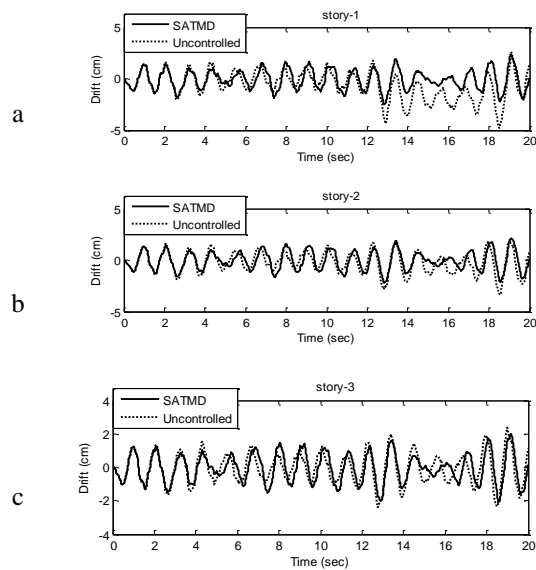 story-1
SATMD
Uncontrolled
5
0
-5
Drift (cm)
0 2 4 6 8 10 12 14 16 18 20
Time (sec)
a
story-2
SATMD
Uncontrolled
5
0
-5
Drift (cm)
0 2 4 6 8 10 12 14 16 18 20
Time (sec)
b
story-3
SATMD
Uncontrolled
4
2
0
-2
-4
Drift (cm)
0 2 4 6 8 10 12 14 16 18 20
Time (sec)
c